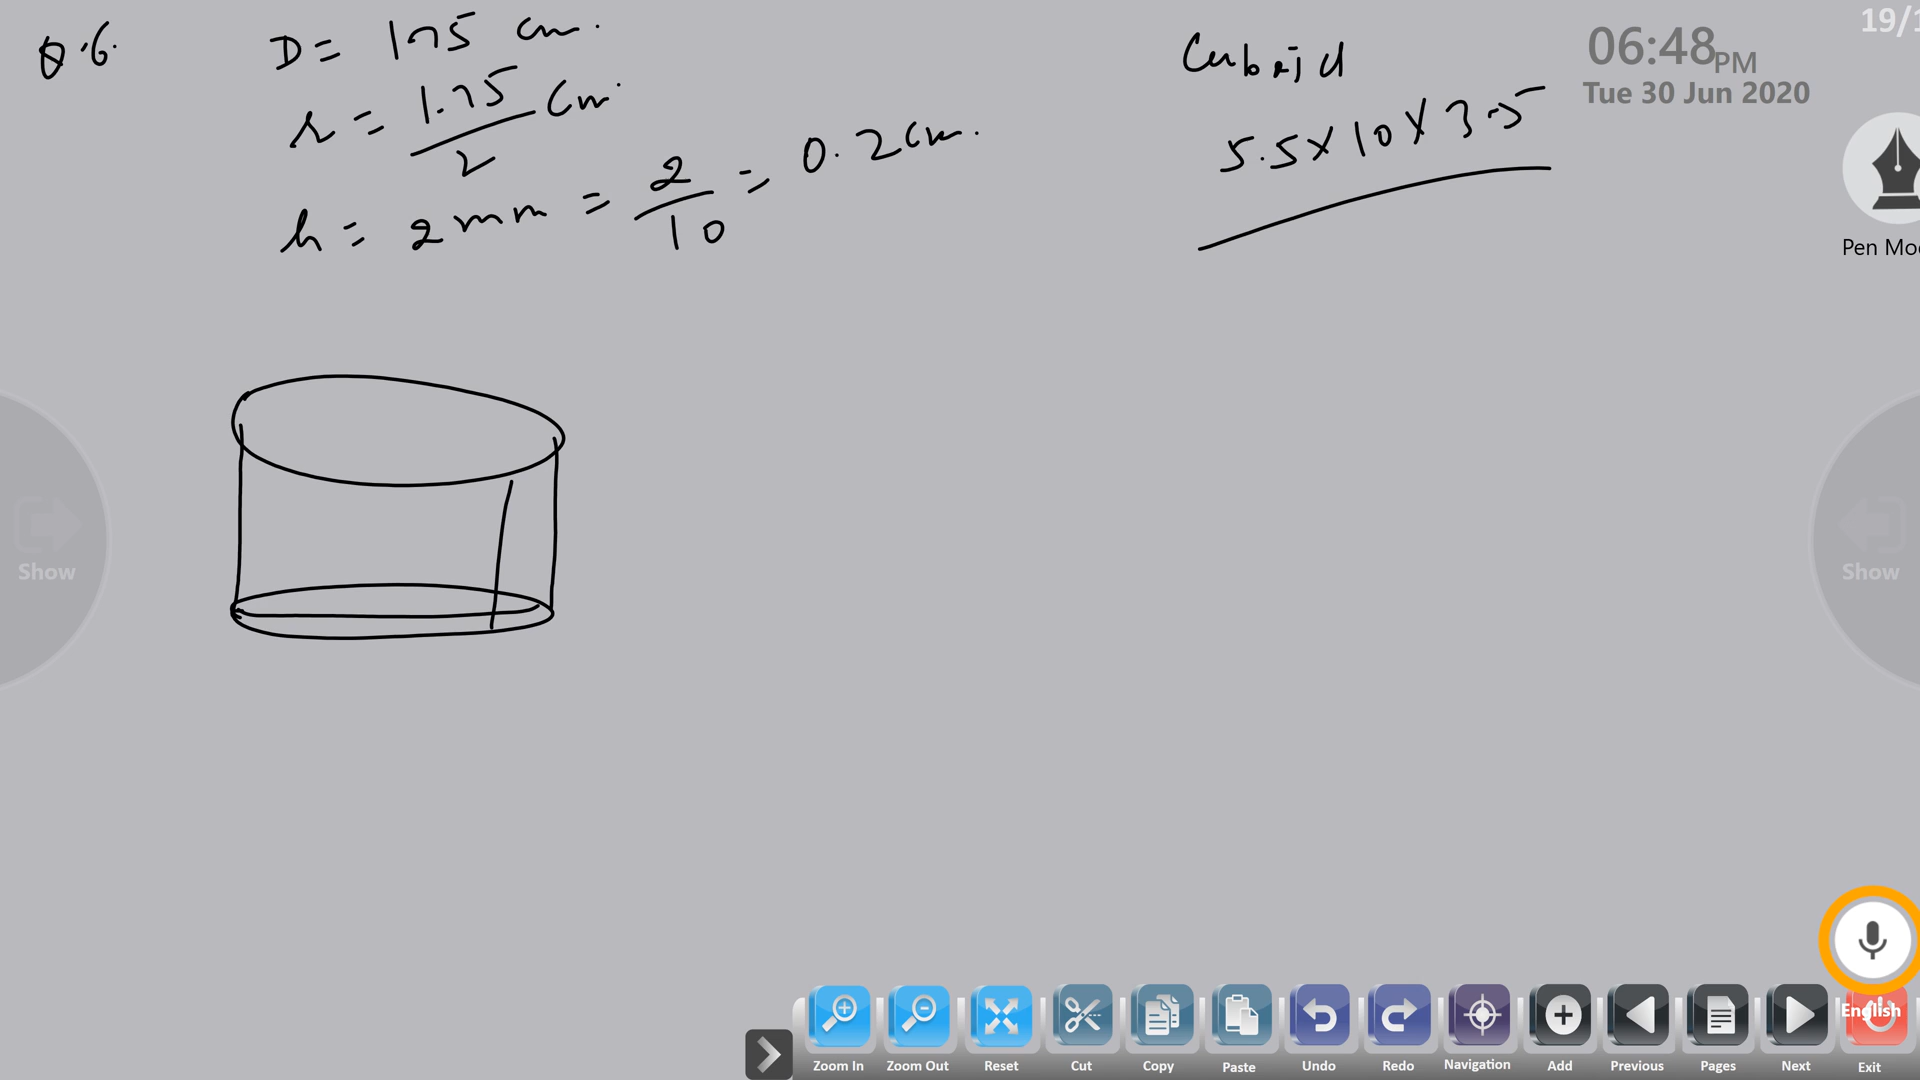 Q.6.
D = 1.75 cm.
r = 1.75/2 cm.
h = 2 mm = 2/10 = 0.2 cm.
Cuboid
5.5 × 10 × 3.5
06:48 PM
Tue 30 Jun 2020
19/1
Pen Mo
Show
Show
English
Zoom In
Zoom Out
Reset
Cut
Copy
Paste
Undo
Redo
Navigation
Add
Previous
Pages
Next
Exit